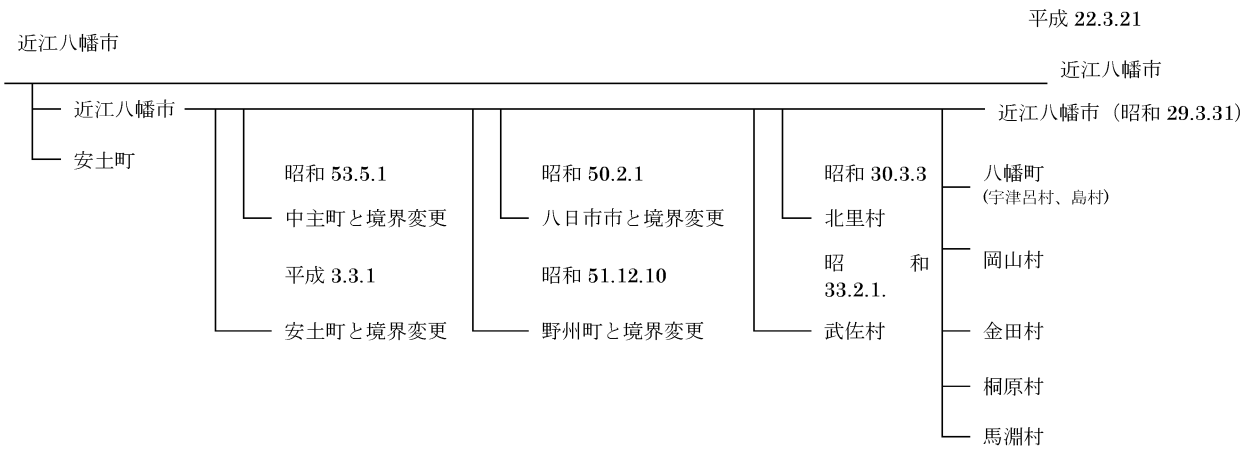 平成 22.3.21
近江八幡市
近江八幡市
近江八幡市
近江八幡市（昭和 29.3.31）
安土町
昭和 53.5.1
中主町と境界変更
平成 3.3.1
安土町と境界変更
昭和 50.2.1
八日市市と境界変更
昭和 51.12.10
野州町と境界変更
昭和 30.3.3
北里村
昭 和
33.2.1.
武佐村
八幡町
(宇津呂村、島村)
岡山村
金田村
桐原村
馬淵村